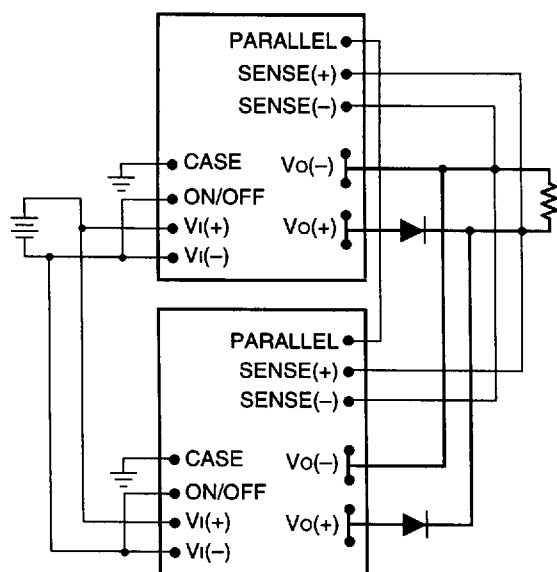 PARALLEL
SENSE(+)
SENSE(–)
CASE
VO(–)
ON/OFF
VI(+)
VO(+)
VI(–)
PARALLEL
SENSE(+)
SENSE(–)
CASE
VO(–)
ON/OFF
VI(+)
VO(+)
VI(–)